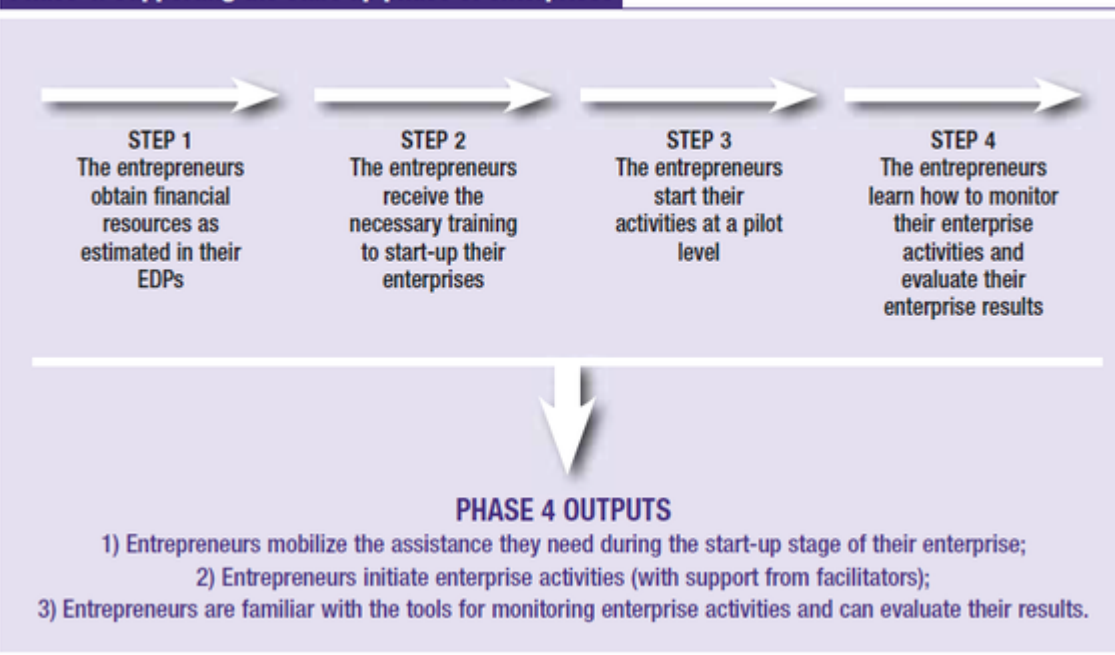 STEP 1
The entrepreneurs
obtain financial
resources as
estimated in their
EDPs
STEP 2
The entrepreneurs
receive the
necessary training
to start-up their
enterprises
STEP 3
The entrepreneurs
start their
activities at a pilot
level
STEP 4
The entrepreneurs
learn how to monitor
their enterprise
activities and
evaluate their
enterprise results
PHASE 4 OUTPUTS
1) Entrepreneurs mobilize the assistance they need during the start-up stage of their enterprise;
2) Entrepreneurs initiate enterprise activities (with support from facilitators);
3) Entrepreneurs are familiar with the tools for monitoring enterprise activities and can evaluate their results.